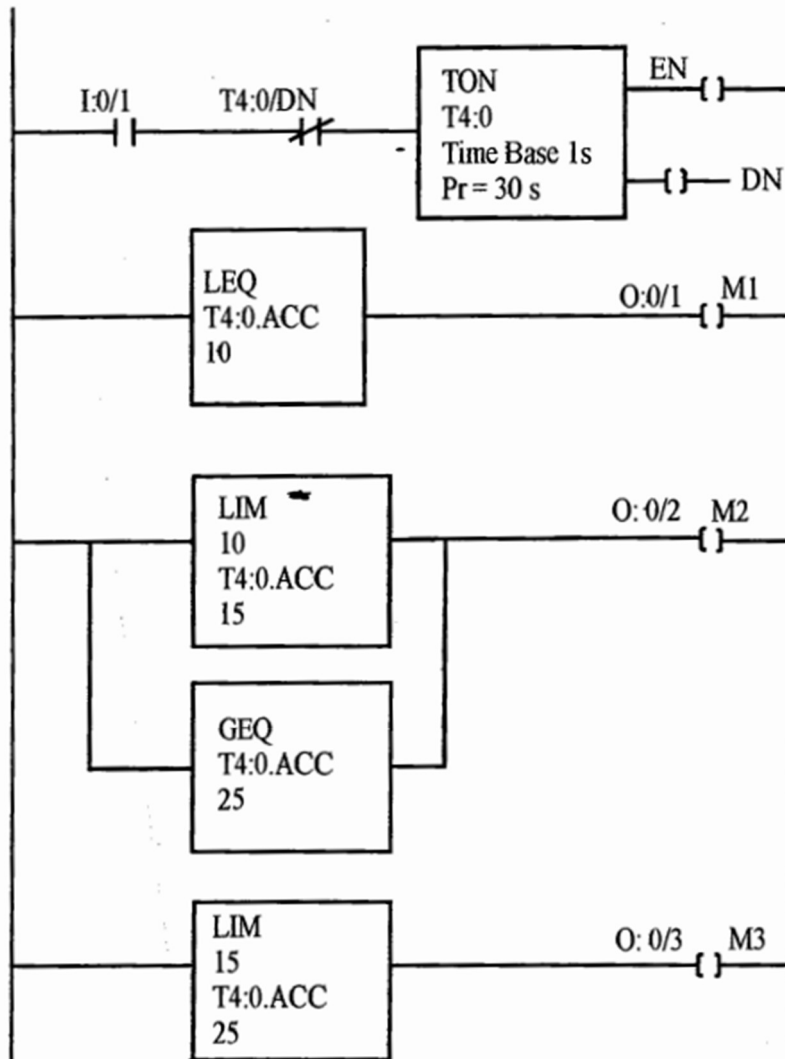 I:0/1
T4:0/DN
TON
T4:0
Time Base 1s
Pr = 30 s
EN
DN
LEQ
T4:0.ACC
10
O:0/1
M1
LIM
10
T4:0.ACC
15
O: 0/2
M2
GEQ
T4:0.ACC
25
LIM
15
T4:0.ACC
25
O: 0/3
M3